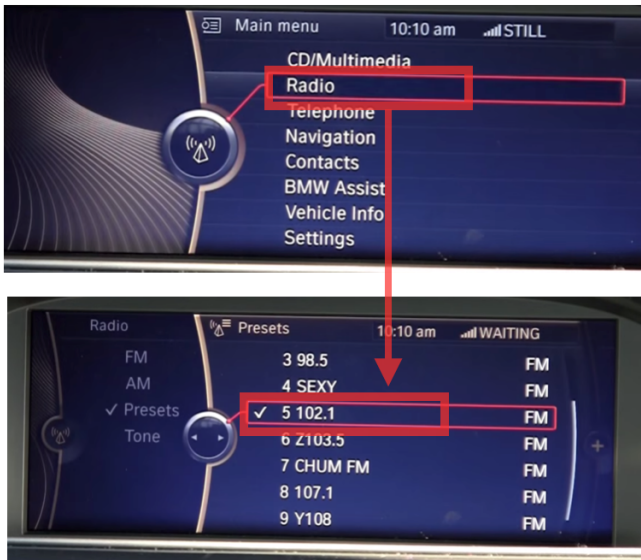 Main menu 10:10 am STILL
CD/Multimedia
Radio
Telephone
Navigation
Contacts
BMW Assist
Vehicle Info
Settings
Radio Presets 10:10 am WAITING
FM
AM
✓ Presets
Tone
3 98.5 FM
4 SEXY FM
✓ 5 102.1 FM
6 Z103.5 FM
7 CHUM FM FM
8 107.1 FM
9 Y108 FM